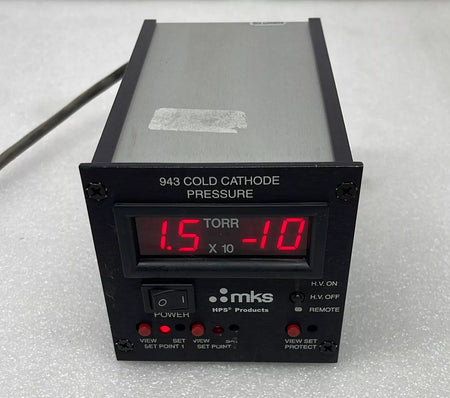 943 COLD CATHODE
PRESSURE
TORR
1.5 X 10 -10
H.V. ON
H.V. OFF
REMOTE
mks
HPS® Products
POWER
VIEW SET VIEW
SET POINT 1 SET POINT
VIEW SET
PROTECT